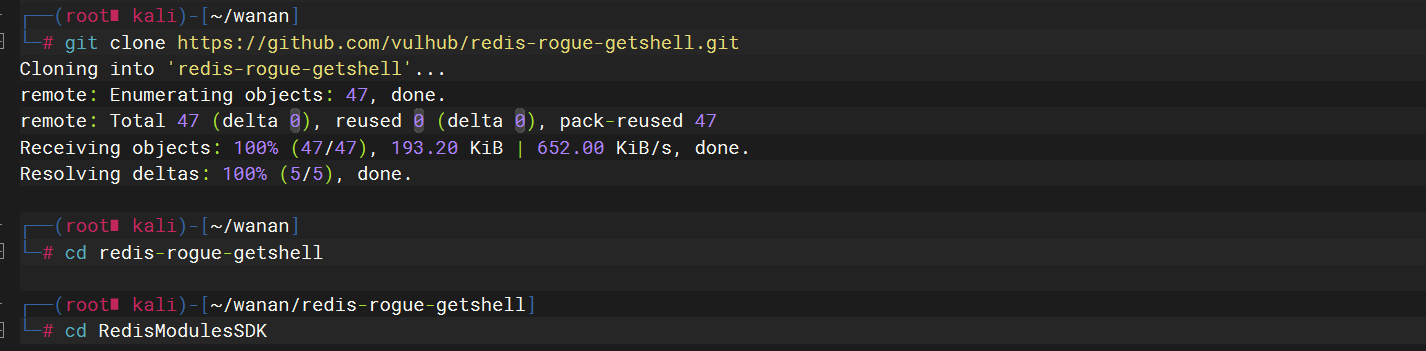 ┌──(root∎ kali)-[~/wanan]
└─# git clone https://github.com/vulhub/redis-rogue-getshell.git
Cloning into 'redis-rogue-getshell'...
remote: Enumerating objects: 47, done.
remote: Total 47 (delta 0), reused 0 (delta 0), pack-reused 47
Receiving objects: 100% (47/47), 193.20 KiB | 652.00 KiB/s, done.
Resolving deltas: 100% (5/5), done.
┌──(root∎ kali)-[~/wanan]
└─# cd redis-rogue-getshell
┌──(root∎ kali)-[~/wanan/redis-rogue-getshell]
└─# cd RedisModulesSDK